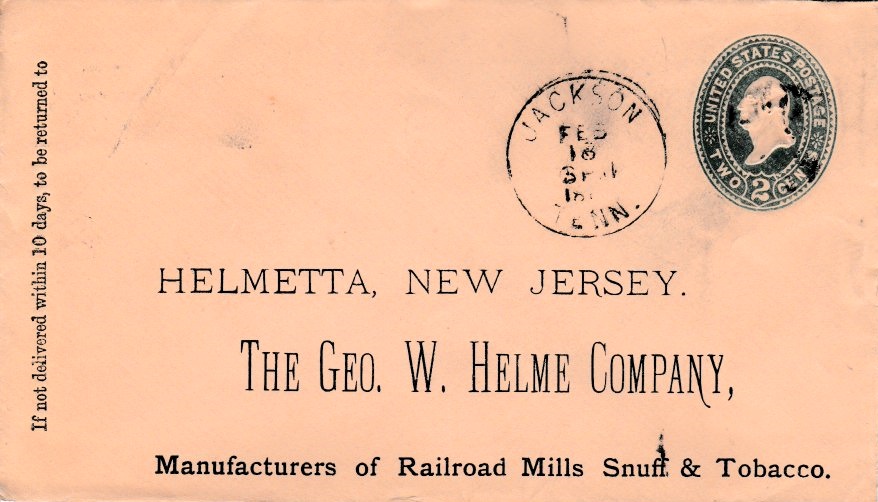 If not delivered within 10 days, to be returned to
JACKSON
FEB
18
TENN.
UNITED STATES POSTAGE
TWO 2 CENTS
HELMETTA, NEW JERSEY.
THE GEO. W. HELME COMPANY,
Manufacturers of Railroad Mills Snuff & Tobacco.